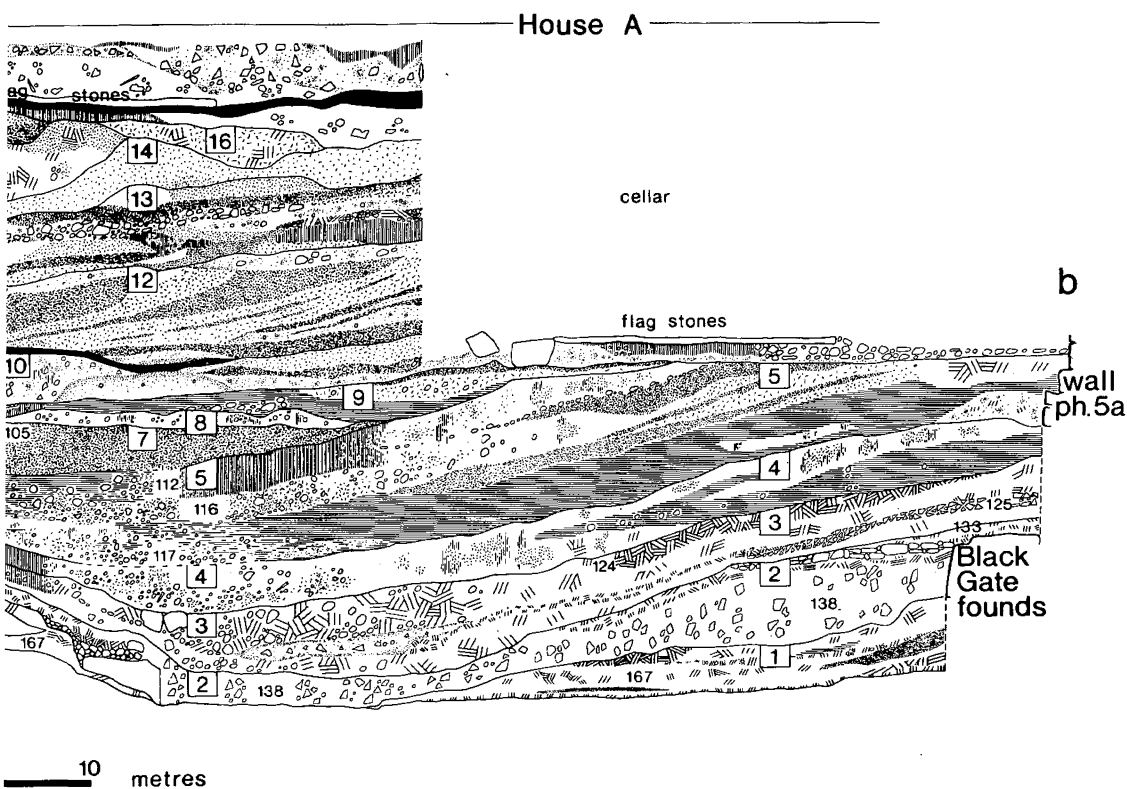 House A
ag stones
16
14
13
cellar
12
b
flag stones
10
5
wall
9
ph.5a
8
105
7
4
112
5
116
3
125
133
117
124
Black
4
2
Gate
138
founds
3
1
167
167
2
138
10 metres